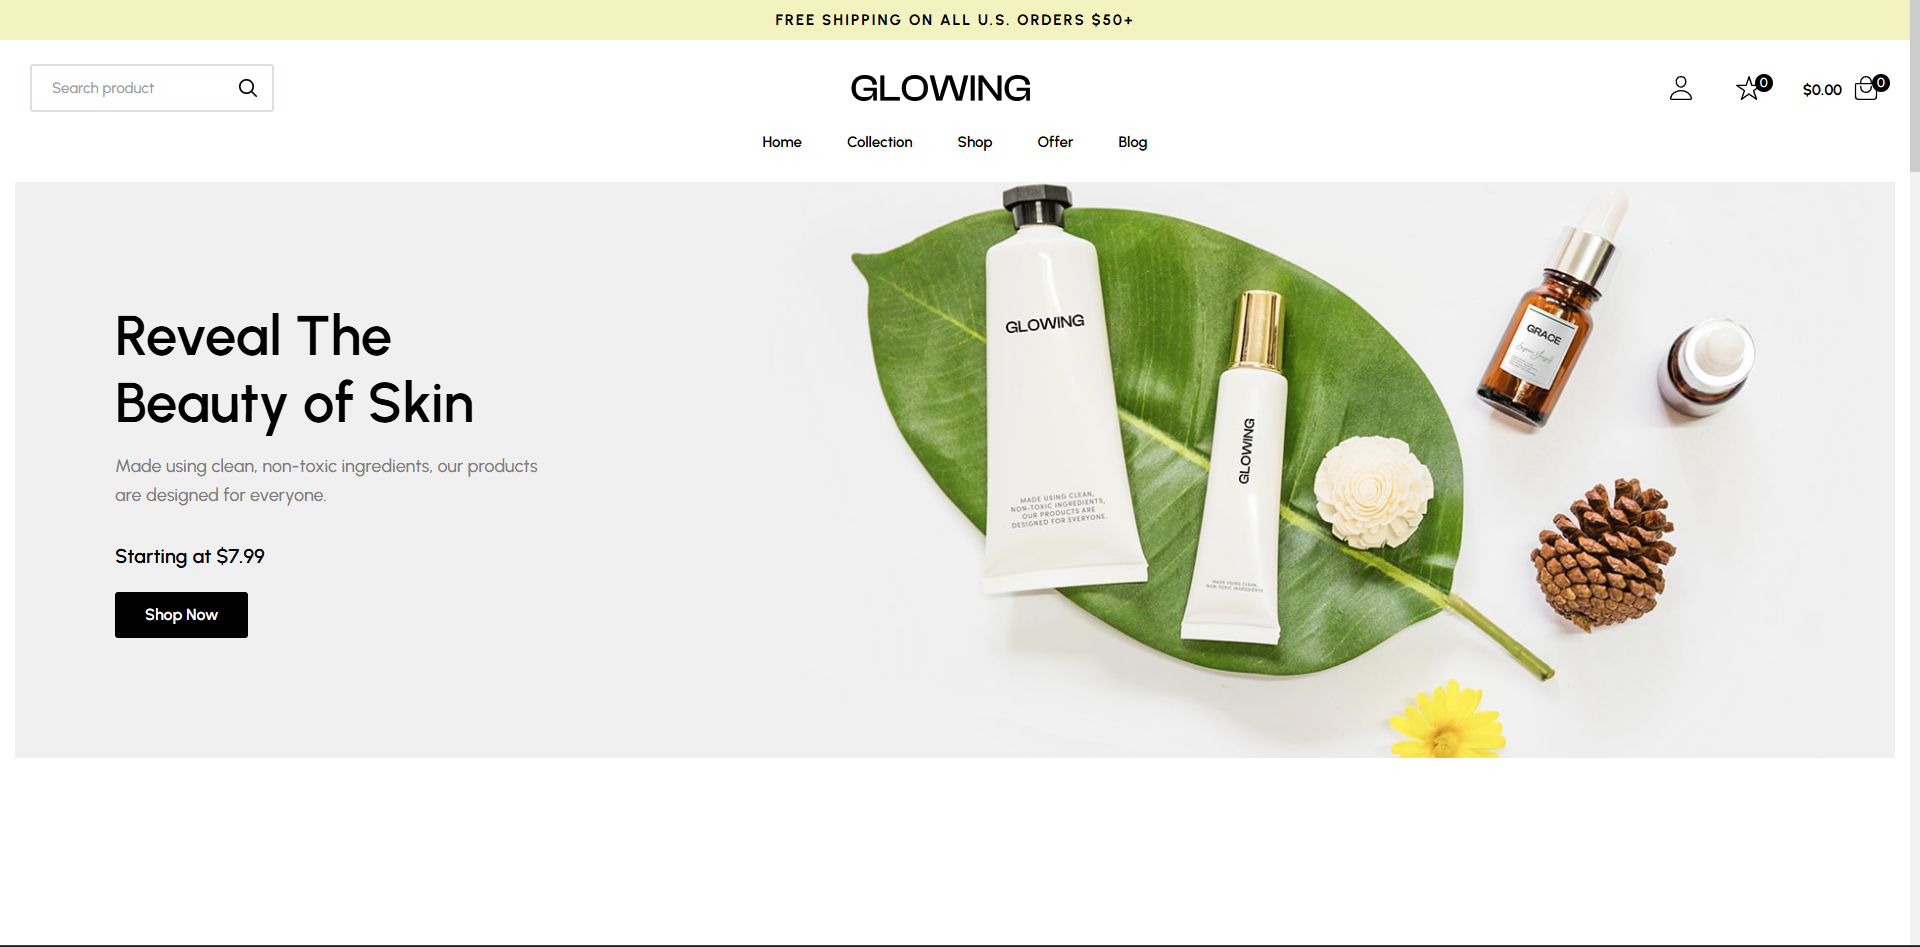 FREE SHIPPING ON ALL U.S. ORDERS $50+
Search product
GLOWING
0
$0.00
0
Home
Collection
Shop
Offer
Blog
Reveal The
Beauty of Skin
Made using clean, non-toxic ingredients, our products
are designed for everyone.
Starting at $7.99
Shop Now
GLOWING
MADE USING CLEAN,
NON-TOXIC INGREDIENTS,
OUR PRODUCTS ARE
DESIGNED FOR EVERYONE.
GLOWING
MADE USING CLEAN,
NON-TOXIC INGREDIENTS
GRACE